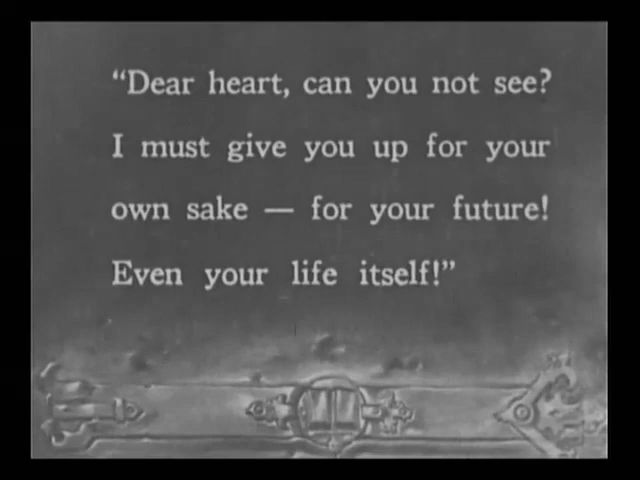 “Dear heart, can you not see?
I must give you up for your
own sake — for your future!
Even your life itself!”